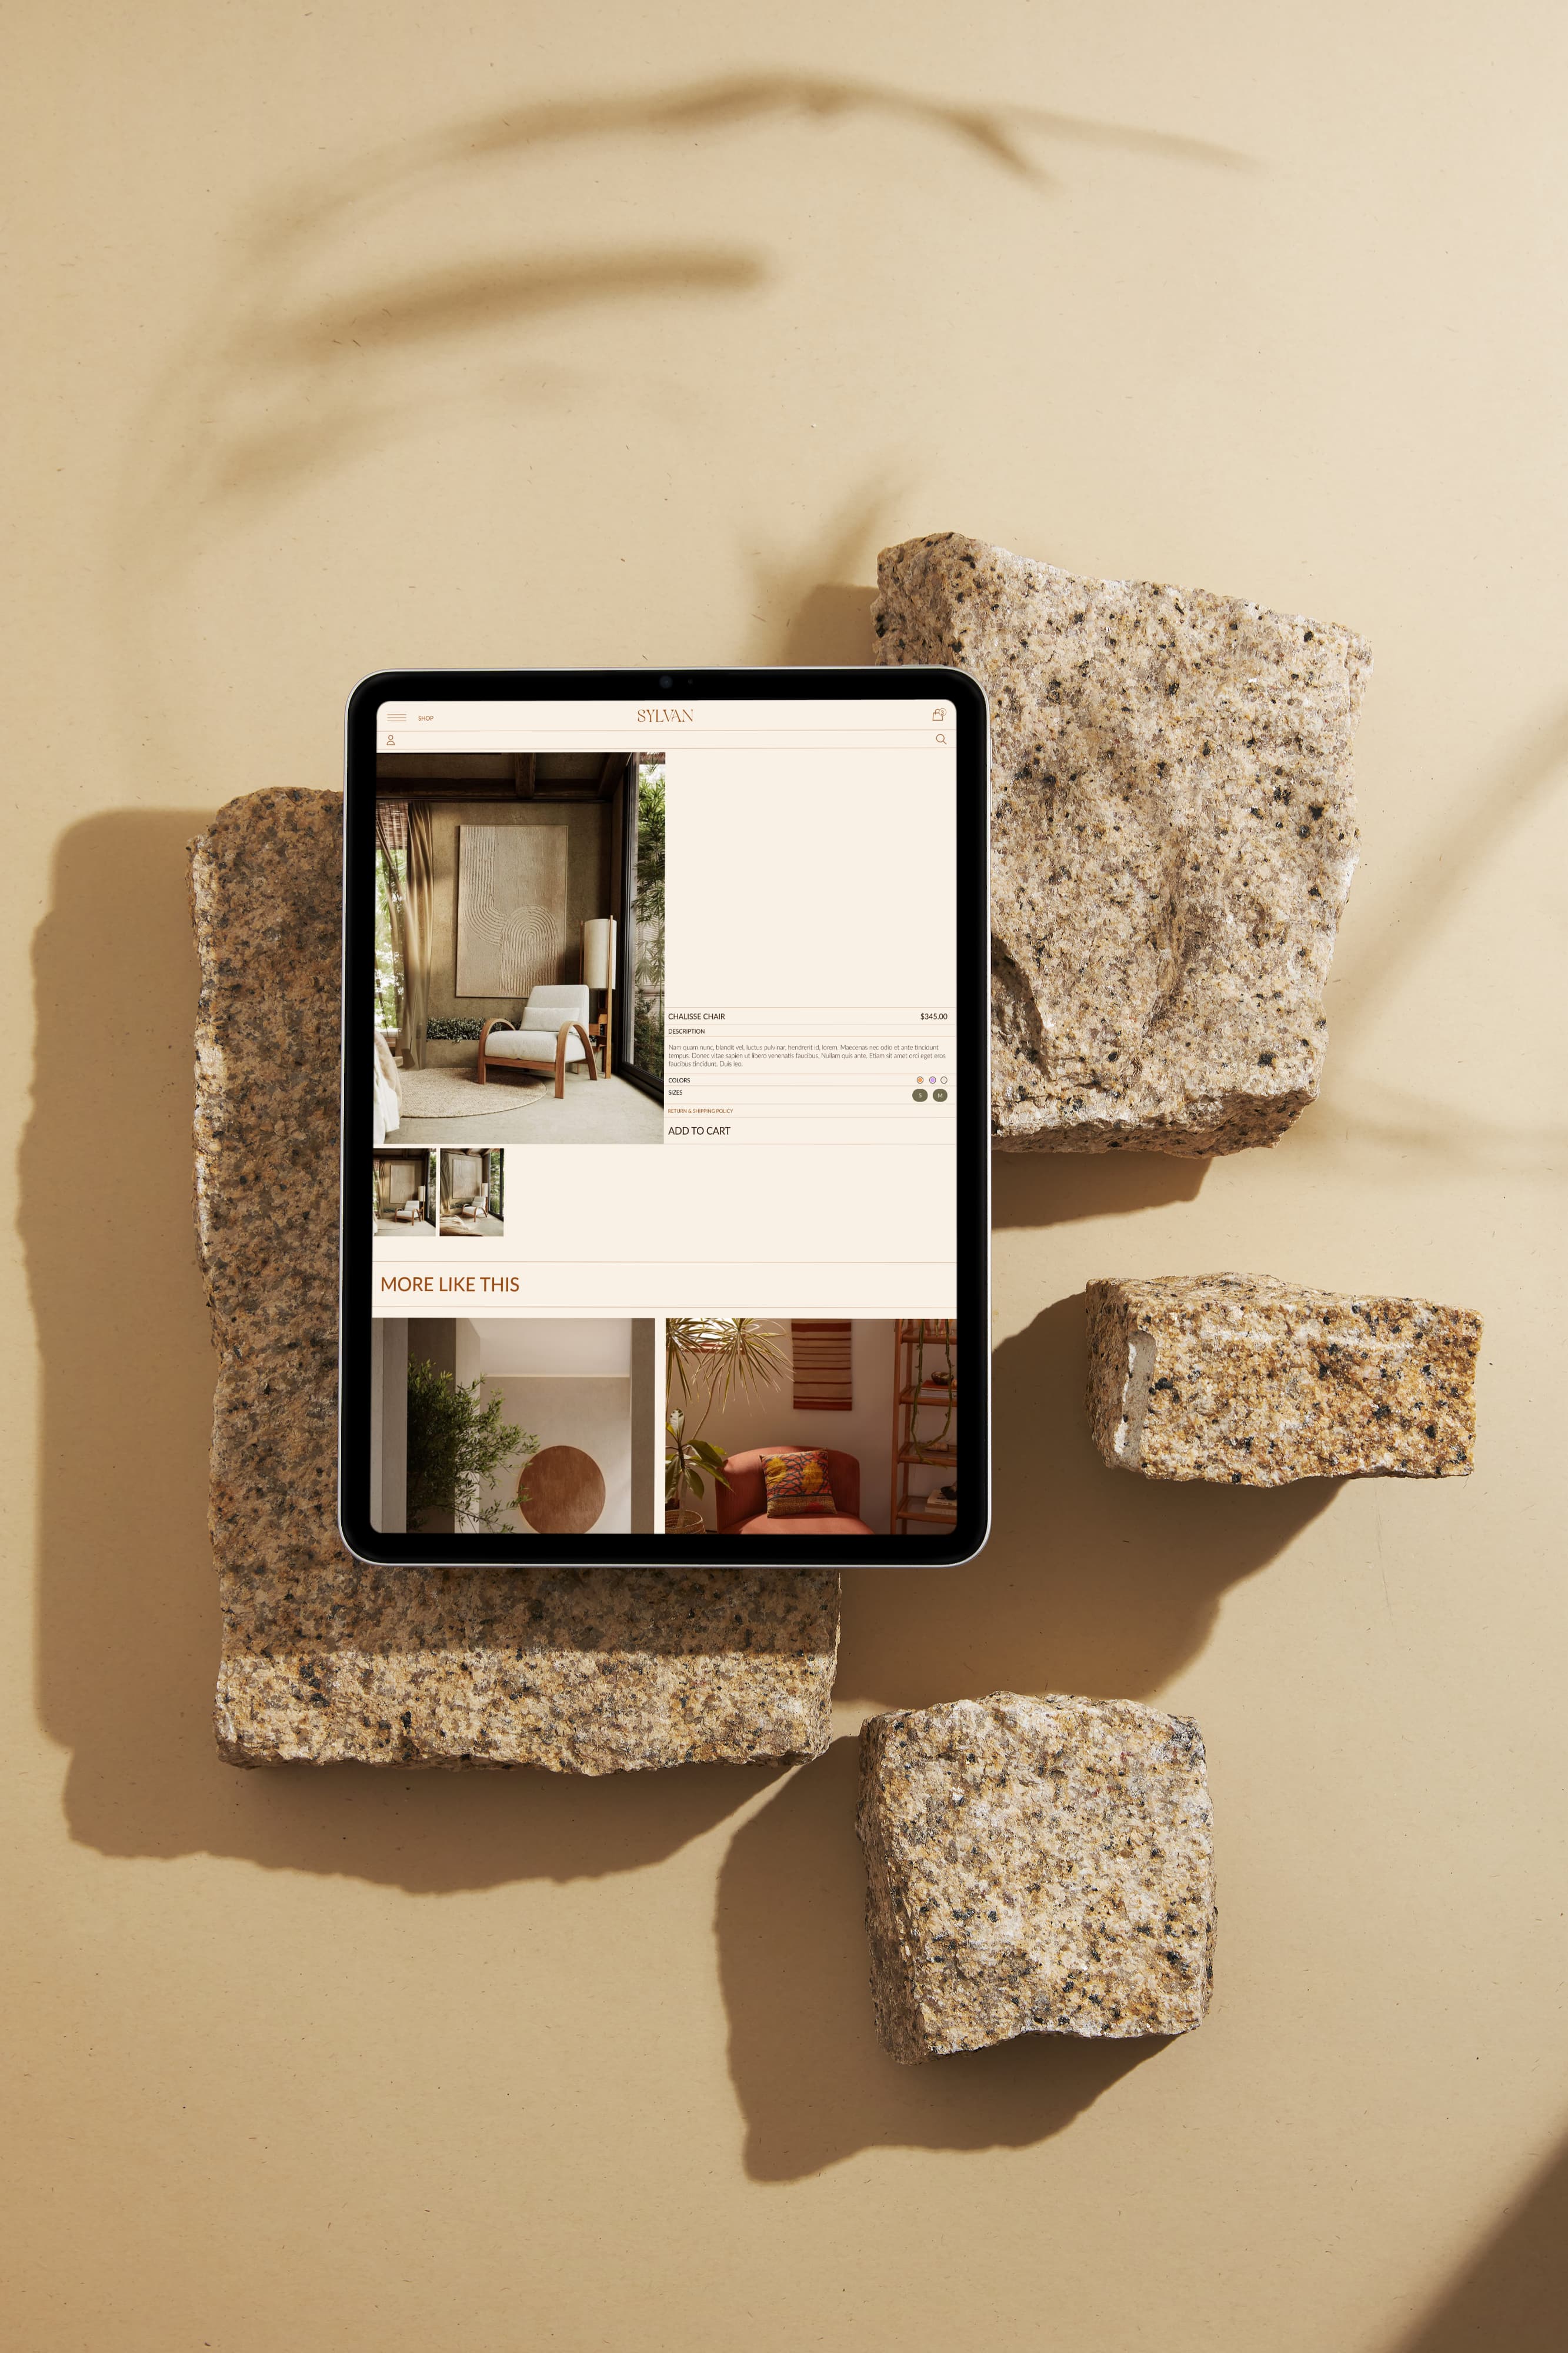 SHOP
SYLVAN
CHALISSE CHAIR
$345.00
DESCRIPTION
Nam quam nunc, blandit vel, luctus pulvinar, hendrerit id, lorem. Maecenas nec odio et ante tincidunt
tempus. Donec vitae sapien ut libero venenatis faucibus. Nullam quis ante. Etiam sit amet orci eget eros
faucibus tincidunt. Duis leo.
COLORS
SIZES
S
M
RETURN & SHIPPING POLICY
ADD TO CART
MORE LIKE THIS